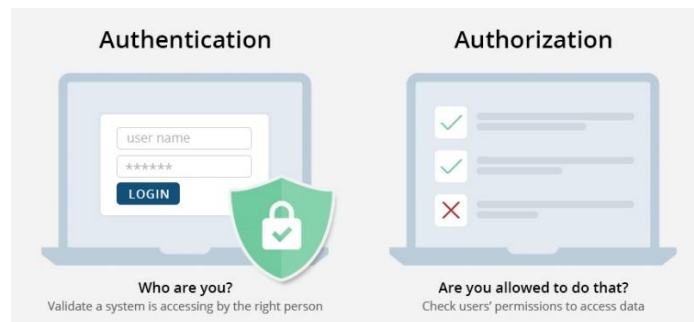 Authentication
user name
******
LOGIN
Who are you?
Validate a system is accessing by the right person
Authorization
Are you allowed to do that?
Check users' permissions to access data